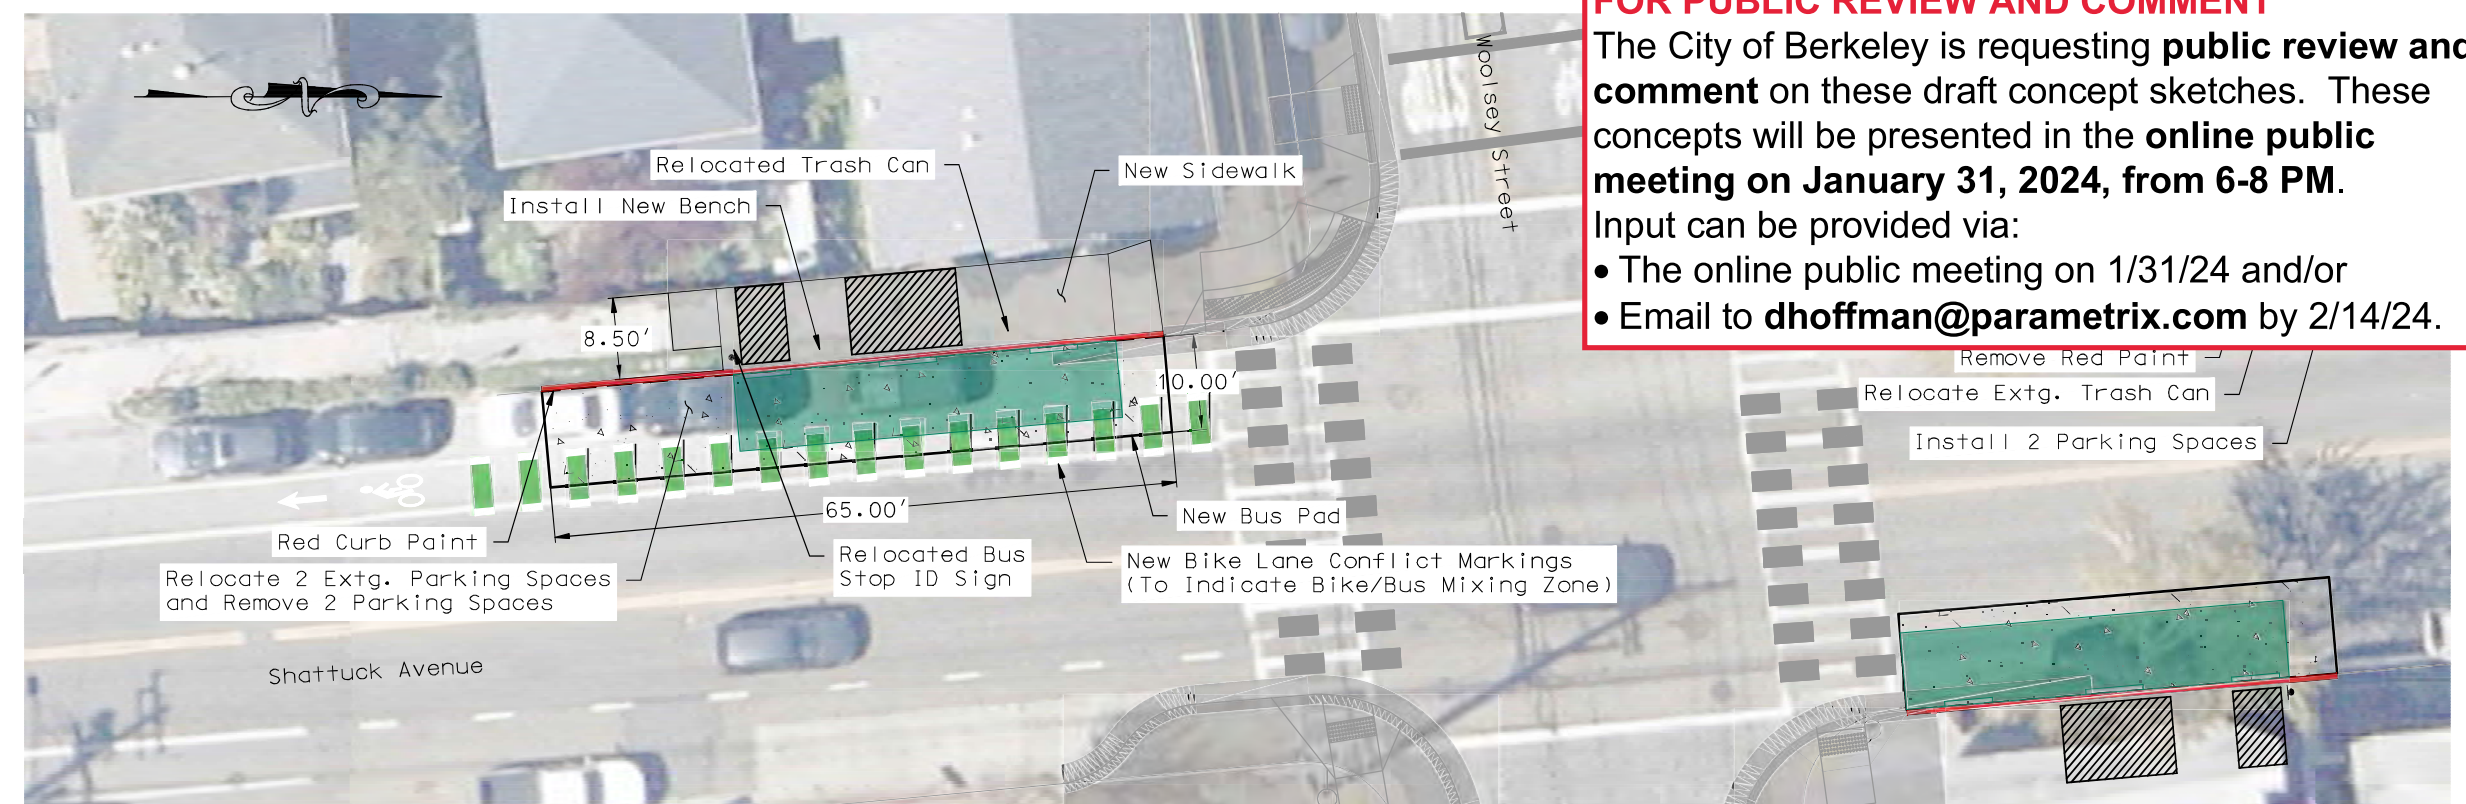 FOR PUBLIC REVIEW AND COMMENT
The City of Berkeley is requesting public review and
comment on these draft concept sketches. These
concepts will be presented in the online public
meeting on January 31, 2024, from 6-8 PM.
Input can be provided via:
• The online public meeting on 1/31/24 and/or
• Email to dhoffman@parametrix.com by 2/14/24.
Woolsey Street
Relocated Trash Can
New Sidewalk
Install New Bench
8.50'
10.00'
Remove Red Paint
Relocate Extg. Trash Can
Install 2 Parking Spaces
65.00'
New Bus Pad
Red Curb Paint
Relocated Bus
Stop ID Sign
New Bike Lane Conflict Markings
(To Indicate Bike/Bus Mixing Zone)
Relocate 2 Extg. Parking Spaces
and Remove 2 Parking Spaces
Shattuck Avenue